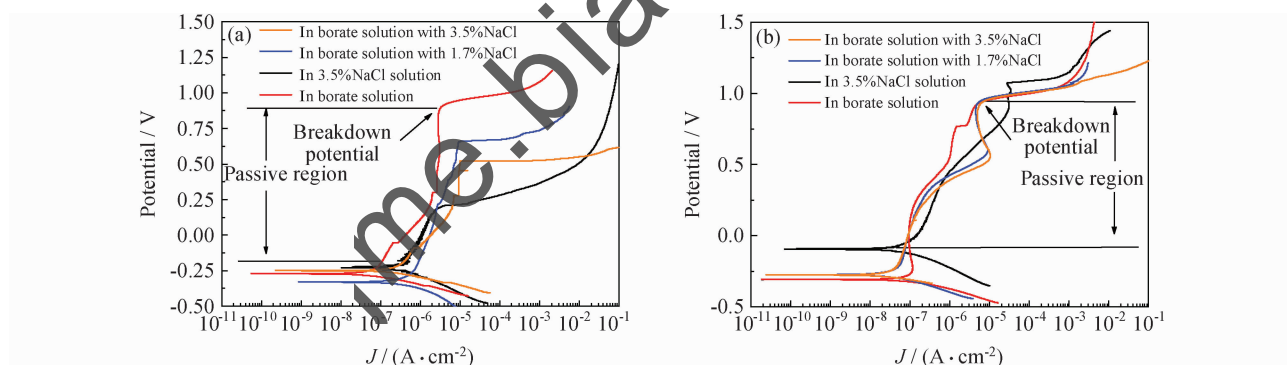 (a)
In borate solution with 3.5%NaCl
In borate solution with 1.7%NaCl
In 3.5%NaCl solution
In borate solution
Breakdown
potential
Passive region
Potential / V
1.50
1.25
1.00
0.75
0.50
0.25
0.00
-0.25
-0.50
10-11 10-10 10-9 10-8 10-7 10-6 10-5 10-4 10-3 10-2 10-1
J / (A·cm-2)
(b)
In borate solution with 3.5%NaCl
In borate solution with 1.7%NaCl
In 3.5%NaCl solution
In borate solution
Breakdown
potential
Passive region
Potential / V
1.5
1.0
0.5
0.0
-0.5
10-11 10-10 10-9 10-8 10-7 10-6 10-5 10-4 10-3 10-2 10-1
J / (A·cm-2)
me.bia